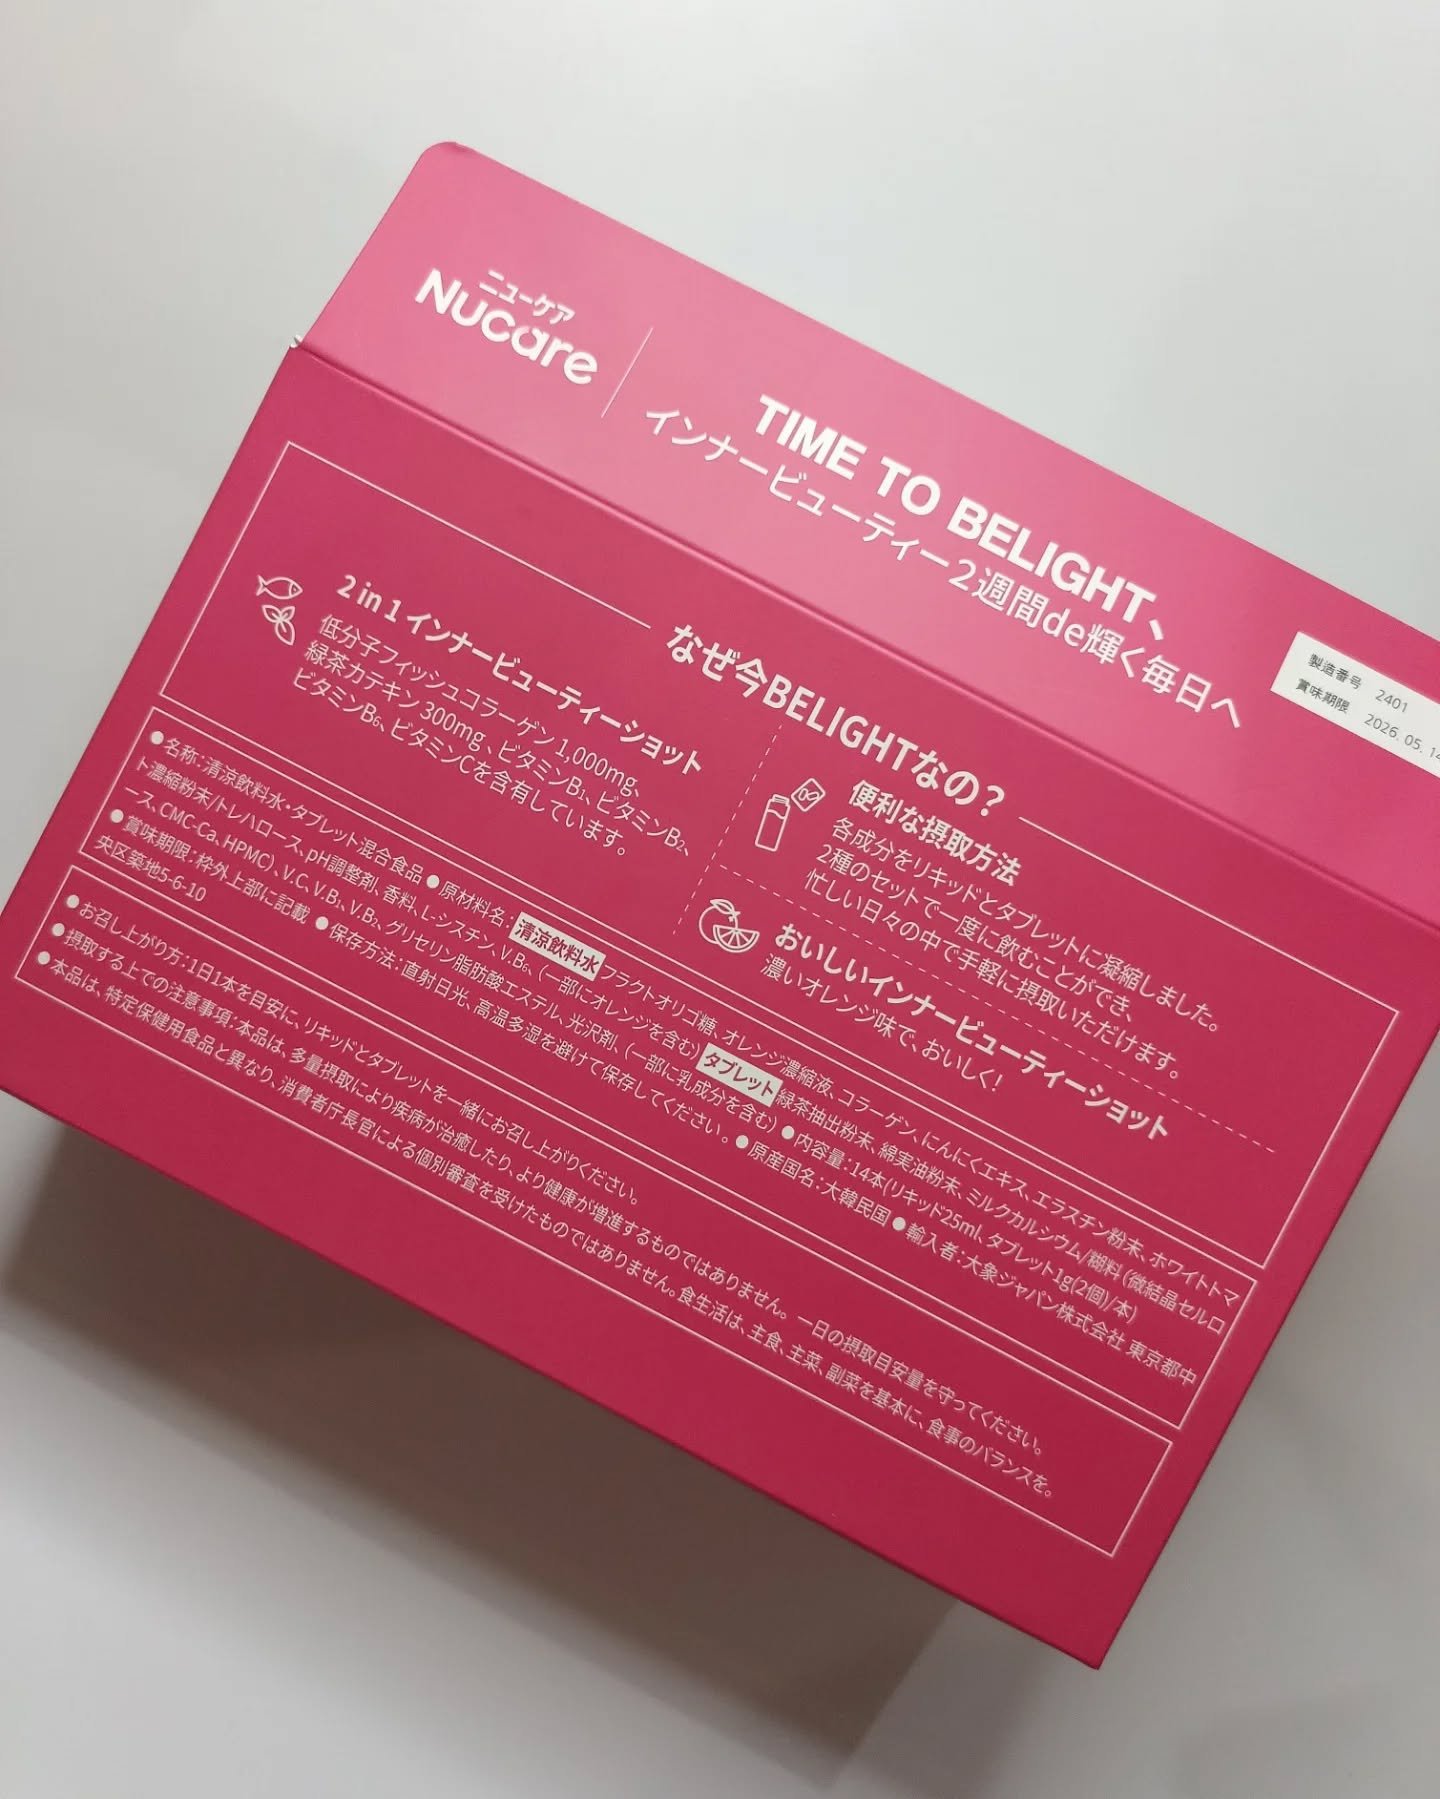 ニューケア
Nucare
TIME TO BELIGHT、
インナービューティー2週間de輝く毎日へ
製造番号 2401
賞味期限 2026. 05. 14
なぜ今BELIGHTなの？
2 in 1 インナービューティーショット
低分子フィッシュコラーゲン 1,000mg、
緑茶カテキン 300mg 、ビタミンB₁、ビタミンB₂、
ビタミンB₆、ビタミンCを含有しています。
便利な摂取方法
各成分をリキッドとタブレットに凝縮しました。
2種のセットで一度に飲むことができ、
忙しい日々の中で手軽に摂取いただけます。
おいしいインナービューティーショット
濃いオレンジ味で、おいしく!
●名称：清涼飲料水・タブレット混合食品 ●原材料名：清涼飲料水 フラクトオリゴ糖、オレンジ濃縮液、コラーゲン、にんにくエキス、エラスチン粉末、ホワイトトマ
ト濃縮粉末/トレハロース、pH調整剤、香料、L-シスチン、V.B₆、(一部にオレンジを含む) タブレット 緑茶抽出粉末、綿実油粉末、ミルクカルシウム/糊料 (微結晶セルロ
ース、CMC-Ca、HPMC)、V.C、V.B₁、V.B₂、グリセリン脂肪酸エステル、光沢剤、(一部に乳成分を含む) ●内容量：14本(リキッド25ml、タブレット1g(2個)/本)
●賞味期限：枠外上部に記載 ●保存方法：直射日光、高温多湿を避けて保存してください。●原産国名：大韓民国 ●輸入者：大象ジャパン株式会社 東京都中
央区築地5-6-10
●お召し上がり方：1日1本を目安に、リキッドとタブレットを一緒にお召し上がりください。
●摂取する上での注意事項：本品は、多量摂取により疾病が治癒したり、より健康が増進するものではありません。一日の摂取目安量を守ってください。
●本品は、特定保健用食品と異なり、消費者庁長官による個別審査を受けたものではありません。食生活は、主食、主菜、副菜を基本に、食事のバランスを。